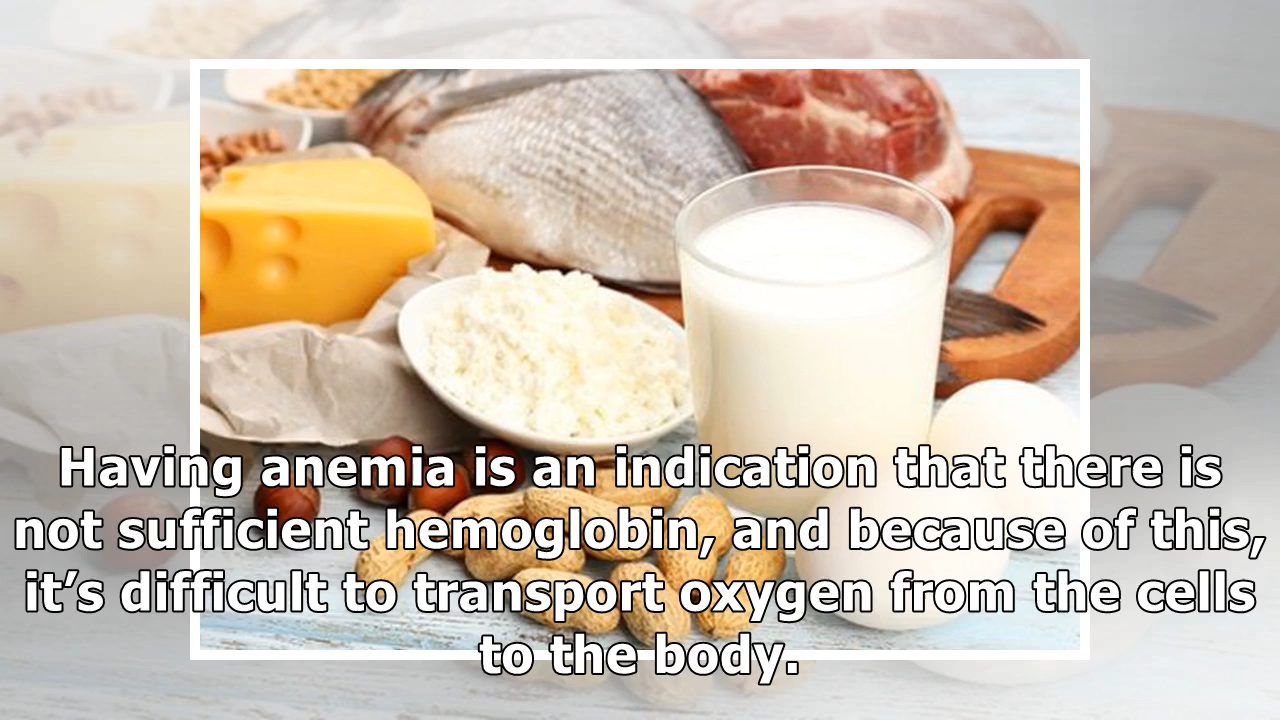 Having anemia is an indication that there is
not sufficient hemoglobin, and because of this,
it’s difficult to transport oxygen from the cells
to the body.